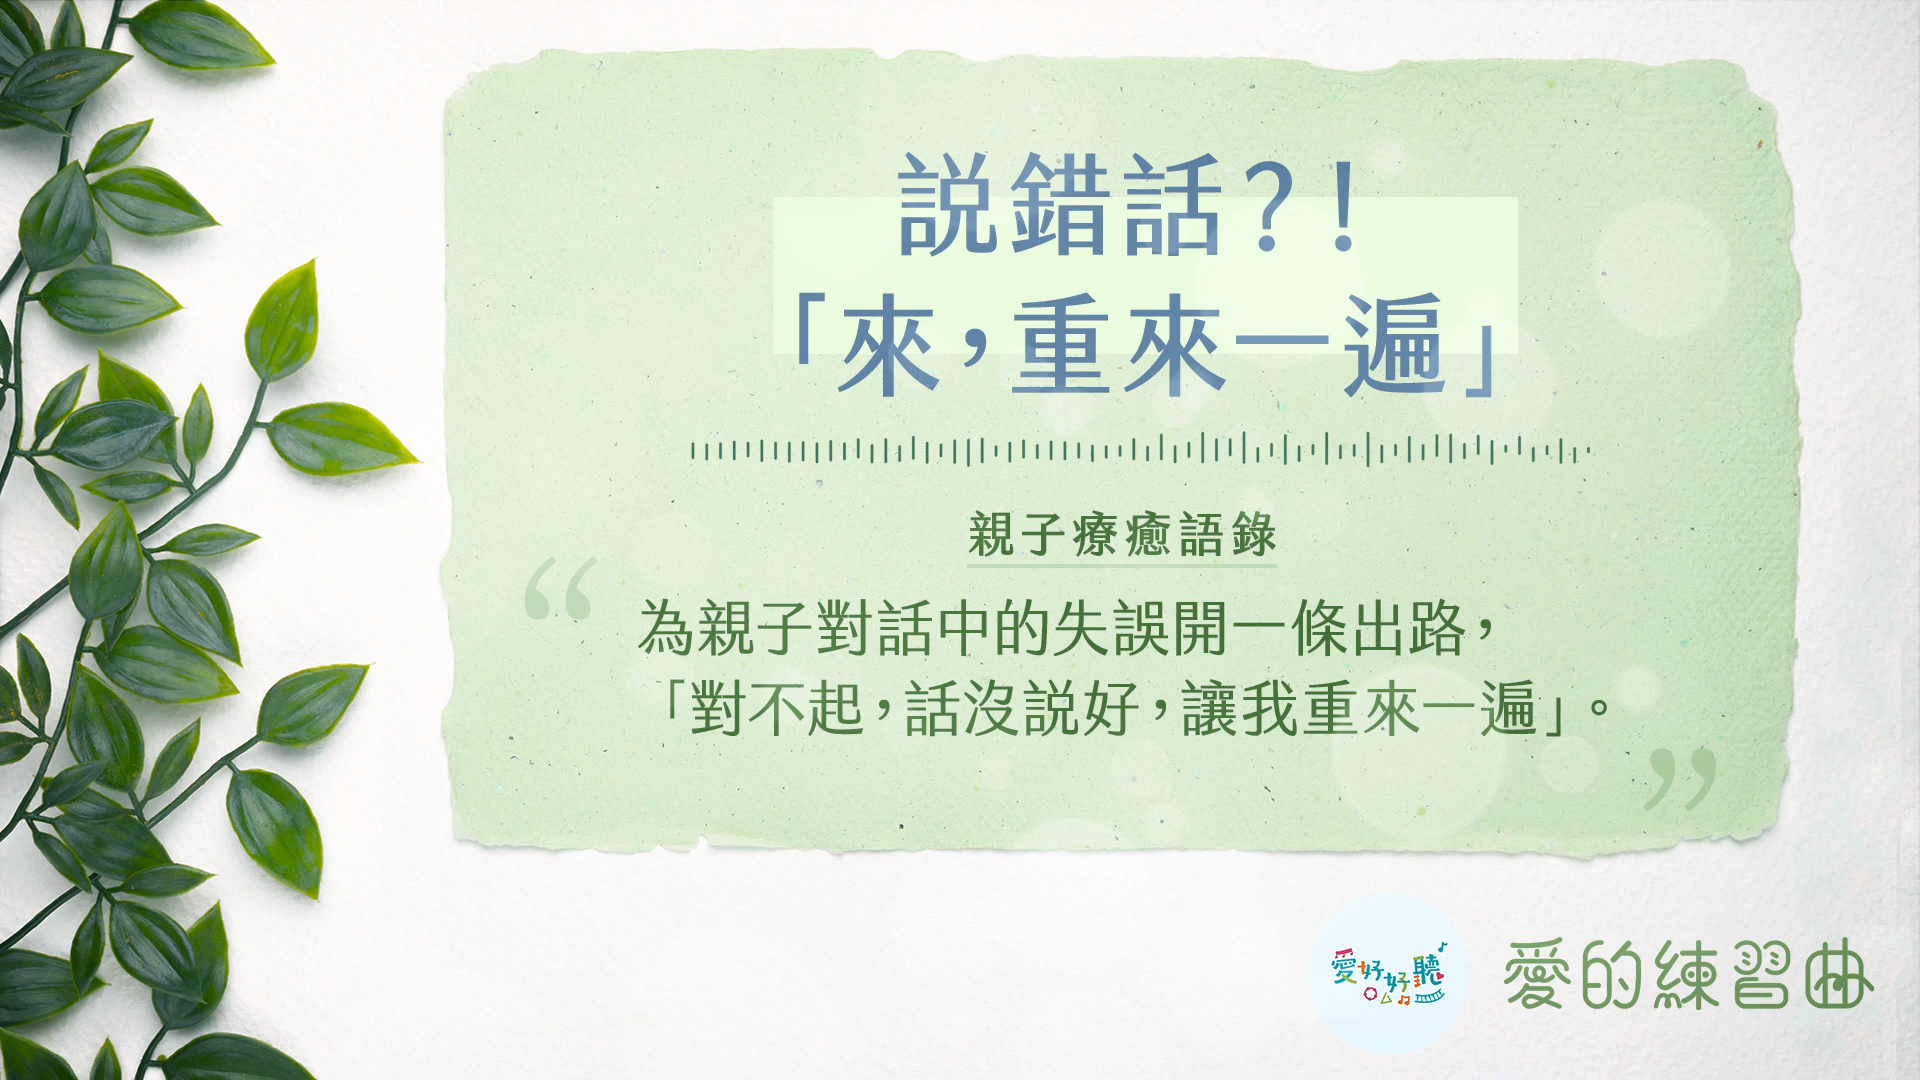 説錯話？！
「來，重來一遍」
親子療癒語錄
“
為親子對話中的失誤開一條出路，
「對不起，話沒説好，讓我重來一遍」。
”
愛好好聽
愛的練習曲